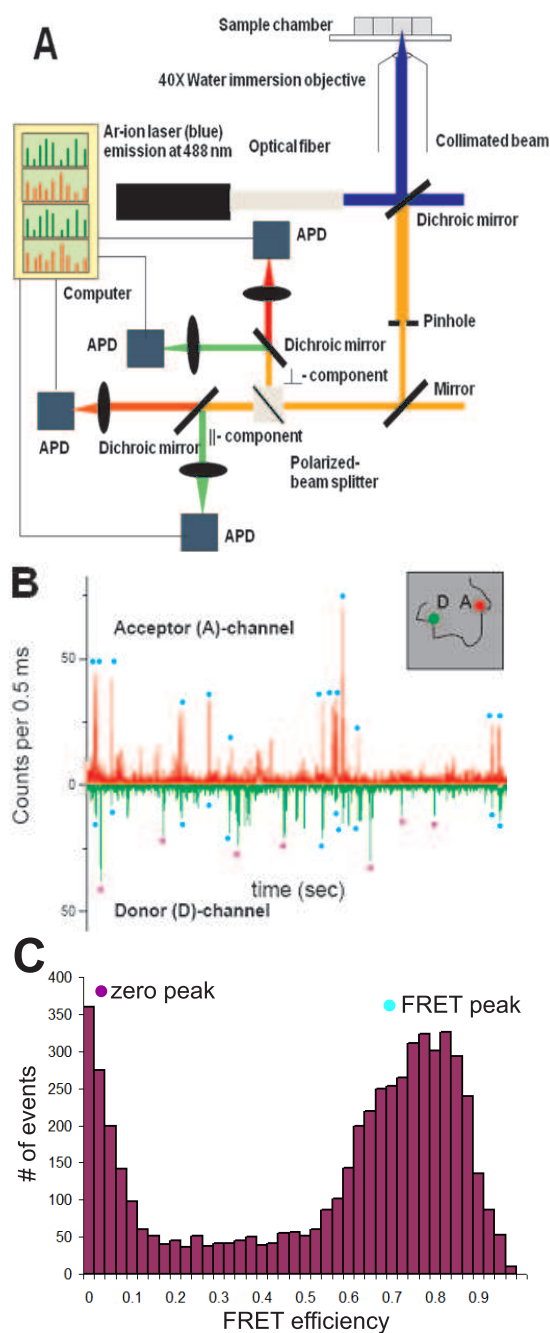 A
Sample chamber
40X Water immersion objective
Ar-ion laser (blue)
emission at 488 nm
Optical fiber
Collimated beam
APD
Dichroic mirror
Computer
Pinhole
APD
Dichroic mirror
⊥- component
Mirror
APD
Dichroic mirror
||- component
Polarized-
beam splitter
APD
B
D A
Acceptor (A)-channel
50
Counts per 0.5 ms
0
time (sec)
50
Donor (D)-channel
C
400
zero peak
FRET peak
350
300
250
# of events
200
150
100
50
0
0 0.1 0.2 0.3 0.4 0.5 0.6 0.7 0.8 0.9
FRET efficiency